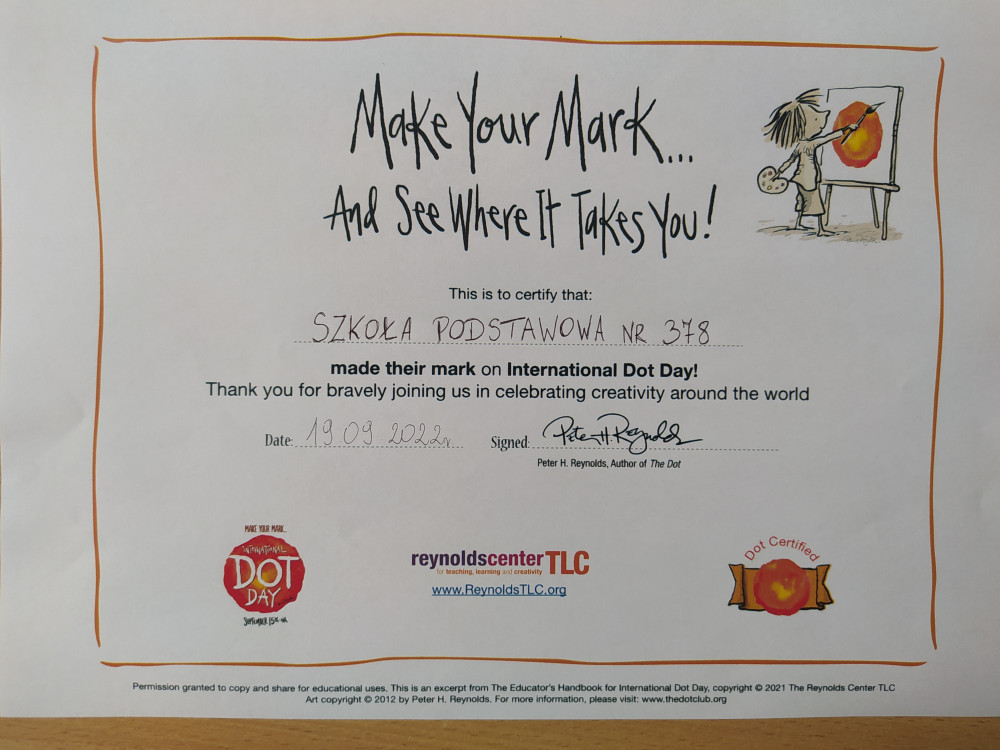 Make Your Mark...
And See Where It Takes You!
This is to certify that:
SZKOŁA PODSTAWOWA NR 378
made their mark on International Dot Day!
Thank you for bravely joining us in celebrating creativity around the world
Date: 19.09.2022r. Signed: Peter H. Reynolds
Peter H. Reynolds, Author of The Dot
MAKE YOUR MARK...
INTERNATIONAL
DOT
DAY
SEPTEMBER 15TH-ISH
reynoldscenter TLC
for teaching, learning and creativity
www.ReynoldsTLC.org
Dot Certified
Permission granted to copy and share for educational uses. This is an excerpt from The Educator's Handbook for International Dot Day, copyright © 2021 The Reynolds Center TLC
Art copyright © 2012 by Peter H. Reynolds. For more information, please visit: www.thedotclub.org